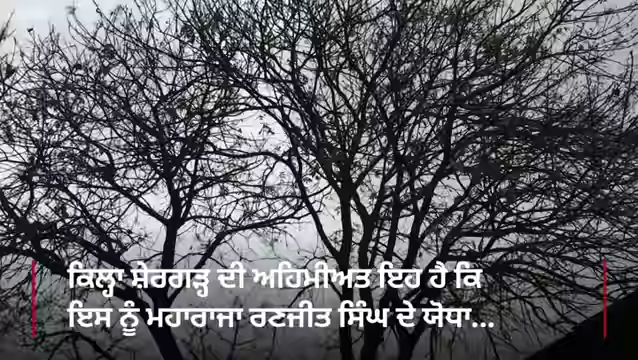 ਕਿਲ੍ਹਾ ਸ਼ੇਰਗੜ੍ਹ ਦੀ ਅਹਿਮੀਅਤ ਇਹ ਹੈ ਕਿ
ਇਸ ਨੂੰ ਮਹਾਰਾਜਾ ਰਣਜੀਤ ਸਿੰਘ ਦੇ ਯੋਧਾ...